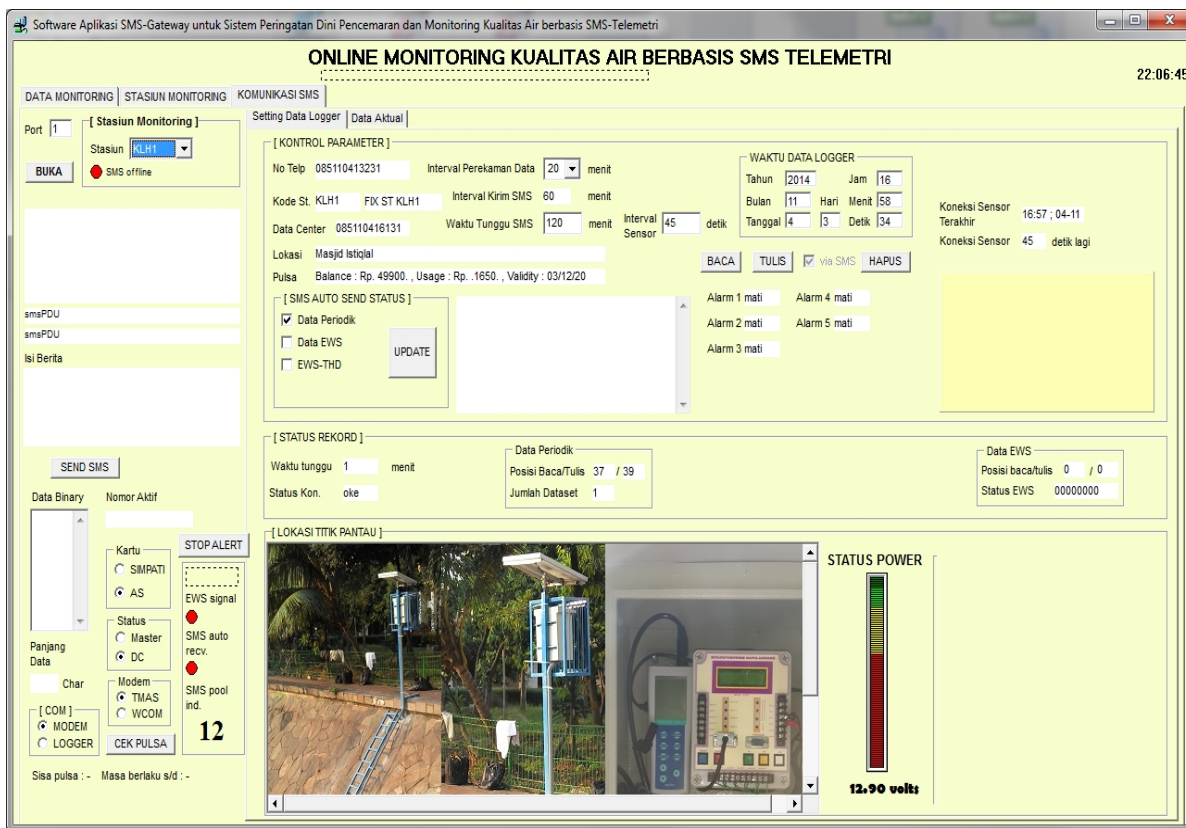 Software Aplikasi SMS-Gateway untuk Sistem Peringatan Dini Pencemaran dan Monitoring Kualitas Air berbasis SMS-Telemetri
ONLINE MONITORING KUALITAS AIR BERBASIS SMS TELEMETRI
22:06:45
DATA MONITORING STASIUN MONITORING KOMUNIKASI SMS
Port 1
[ Stasiun Monitoring ]
Stasiun KLH1
BUKA
SMS offline
smsPDU
smsPDU
Isi Berita
SEND SMS
Data Binary
Nomor Aktif
Kartu
SIMPATI
AS
Status
Master
DC
Modem
TMAS
WCOM
Panjang
Data
Char
[ COM ]
MODEM
LOGGER
CEK PULSA
STOP ALERT
EWS signal
SMS auto
recv.
SMS pool
ind.
12
Sisa pulsa : - Masa berlaku s/d : -
Setting Data Logger Data Aktual
[ KONTROL PARAMETER ]
No Telp 085110413231
Interval Perekaman Data 20 menit
Kode St. KLH1 FIX ST KLH1
Interval Kirim SMS 60 menit
Data Center 085110416131
Waktu Tunggu SMS 120 menit
Interval
Sensor 45 detik
Lokasi Masjid Istiqlal
Pulsa Balance : Rp. 49900. , Usage : Rp. .1650. , Validity : 03/12/20
WAKTU DATA LOGGER
Tahun 2014 Jam 16
Bulan 11 Hari Menit 58
Tanggal 4 3 Detik 34
Koneksi Sensor
Terakhir 16:57 ; 04-11
Koneksi Sensor 45 detik lagi
BACA TULIS via SMS HAPUS
[ SMS AUTO SEND STATUS ]
Data Periodik
Data EWS
EWS-THD
UPDATE
Alarm 1 mati Alarm 4 mati
Alarm 2 mati Alarm 5 mati
Alarm 3 mati
[ STATUS REKORD ]
Waktu tunggu 1 menit
Status Kon. oke
Data Periodik
Posisi Baca/Tulis 37 / 39
Jumlah Dataset 1
Data EWS
Posisi baca/tulis 0 / 0
Status EWS 00000000
[ LOKASI TITIK PANTAU ]
STATUS POWER
12.90 volts